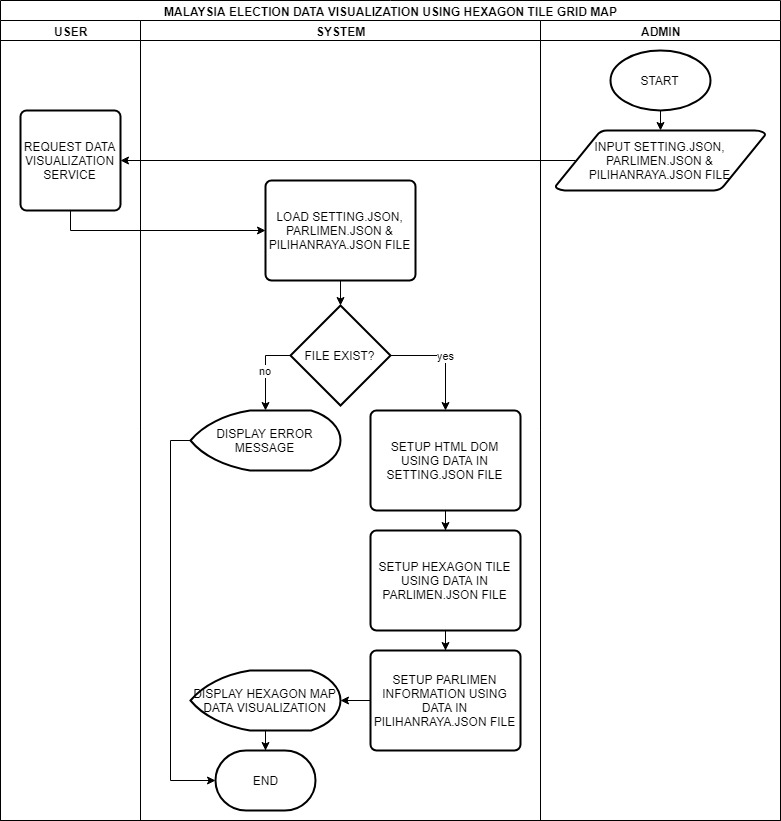 MALAYSIA ELECTION DATA VISUALIZATION USING HEXAGON TILE GRID MAP
USER
SYSTEM
ADMIN
START
INPUT SETTING.JSON,
PARLIMEN.JSON &
PILIHANRAYA.JSON FILE
REQUEST DATA
VISUALIZATION
SERVICE
LOAD SETTING.JSON,
PARLIMEN.JSON &
PILIHANRAYA.JSON FILE
FILE EXIST?
no
yes
DISPLAY ERROR
MESSAGE
SETUP HTML DOM
USING DATA IN
SETTING.JSON FILE
SETUP HEXAGON TILE
USING DATA IN
PARLIMEN.JSON FILE
SETUP PARLIMEN
INFORMATION USING
DATA IN
PILIHANRAYA.JSON FILE
DISPLAY HEXAGON MAP
DATA VISUALIZATION
END